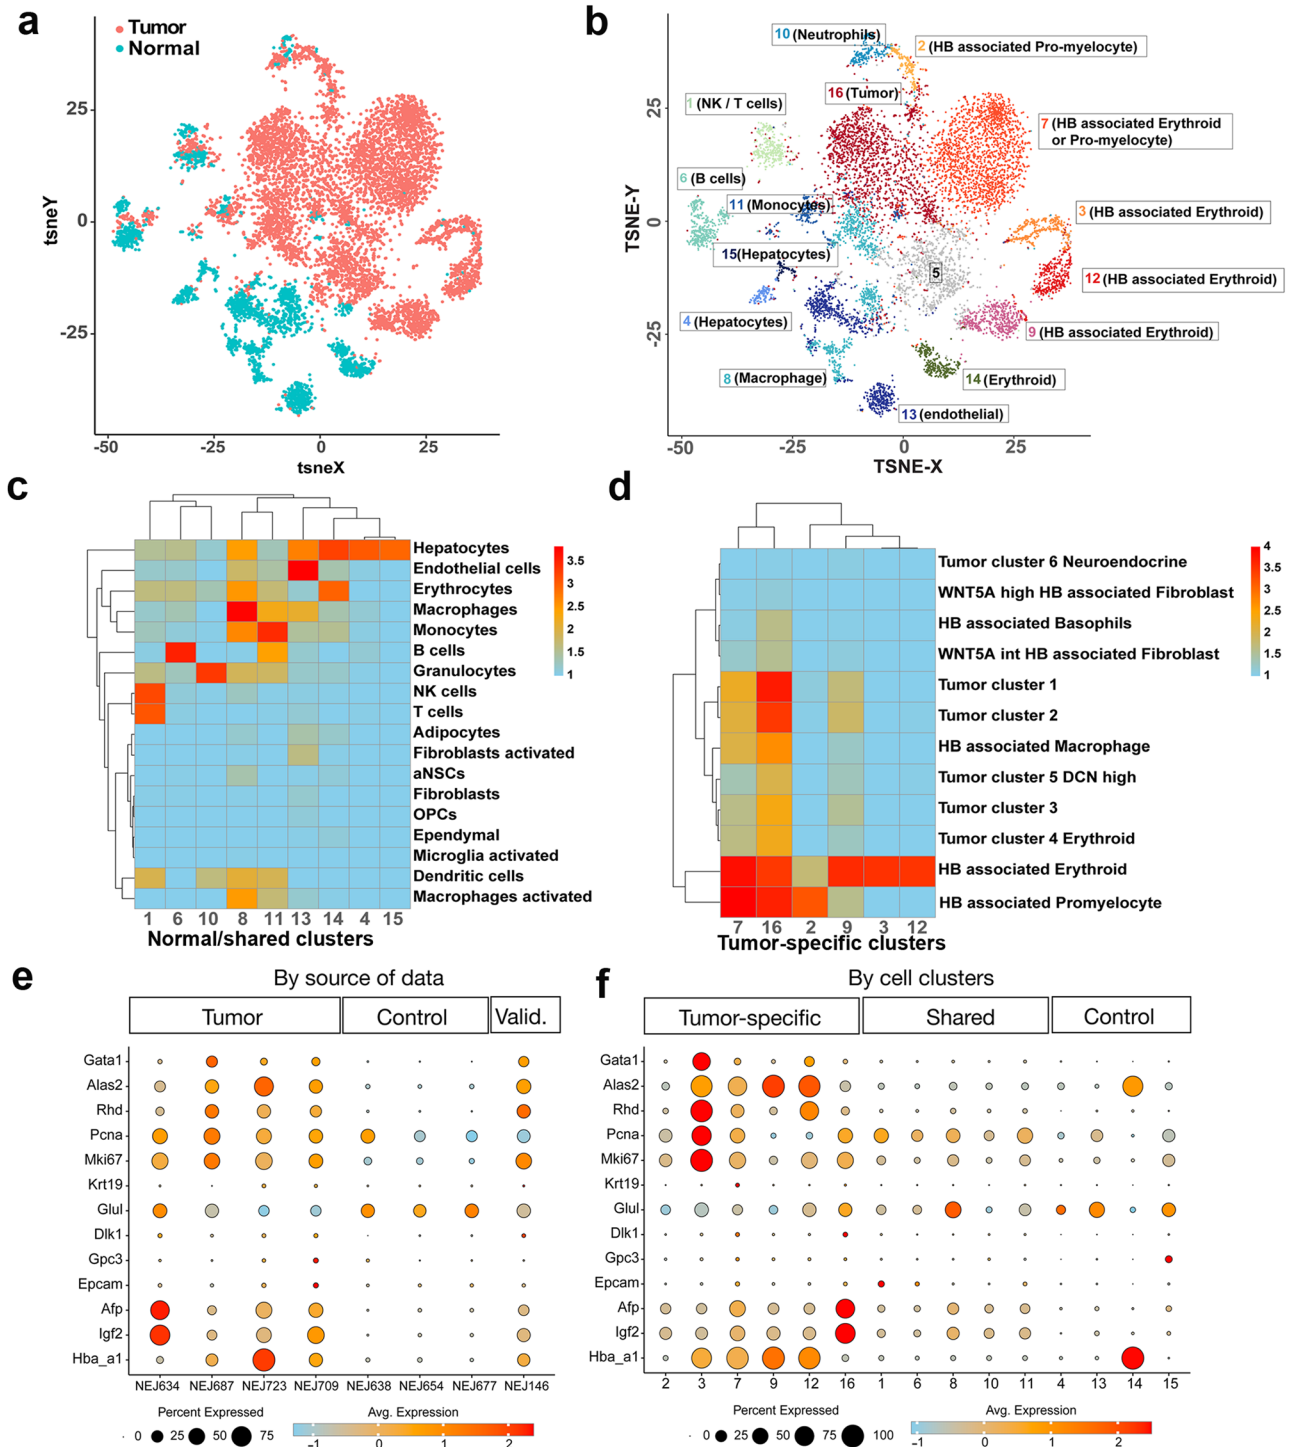 a
Tumor
Normal
25
0
-25
tsneY
-50
-25
0
25
tsneX
b
10 (Neutrophils)
2 (HB associated Pro-myelocyte)
16 (Tumor)
1 (NK / T cells)
7 (HB associated Erythroid
or Pro-myelocyte)
6 (B cells)
11 (Monocytes)
3 (HB associated Erythroid)
15(Hepatocytes)
5
12 (HB associated Erythroid)
4 (Hepatocytes)
9 (HB associated Erythroid)
8 (Macrophage)
14 (Erythroid)
13 (endothelial)
25
0
-25
TSNE-Y
-50
-25
0
25
TSNE-X
c
Hepatocytes
Endothelial cells
Erythrocytes
Macrophages
Monocytes
B cells
Granulocytes
NK cells
T cells
Adipocytes
Fibroblasts activated
aNSCs
Fibroblasts
OPCs
Ependymal
Microglia activated
Dendritic cells
Macrophages activated
3.5
3
2.5
2
1.5
1
1 6 10 8 11 13 14 4 15
Normal/shared clusters
d
Tumor cluster 6 Neuroendocrine
WNT5A high HB associated Fibroblast
HB associated Basophils
WNT5A int HB associated Fibroblast
Tumor cluster 1
Tumor cluster 2
HB associated Macrophage
Tumor cluster 5 DCN high
Tumor cluster 3
Tumor cluster 4 Erythroid
HB associated Erythroid
HB associated Promyelocyte
4
3.5
3
2.5
2
1.5
1
7 16 2 9 3 12
Tumor-specific clusters
e
By source of data
Tumor
Control
Valid.
Gata1
Alas2
Rhd
Pcna
Mki67
Krt19
Glul
Dlk1
Gpc3
Epcam
Afp
Igf2
Hba_a1
NEJ634 NEJ687 NEJ723 NEJ709 NEJ638 NEJ654 NEJ677 NEJ146
Percent Expressed
0 25 50 75
Avg. Expression
-1 0 1 2
f
By cell clusters
Tumor-specific
Shared
Control
Gata1
Alas2
Rhd
Pcna
Mki67
Krt19
Glul
Dlk1
Gpc3
Epcam
Afp
Igf2
Hba_a1
2 3 7 9 12 16 1 6 8 10 11 4 13 14 15
Percent Expressed
0 25 50 75 100
Avg. Expression
-1 0 1 2